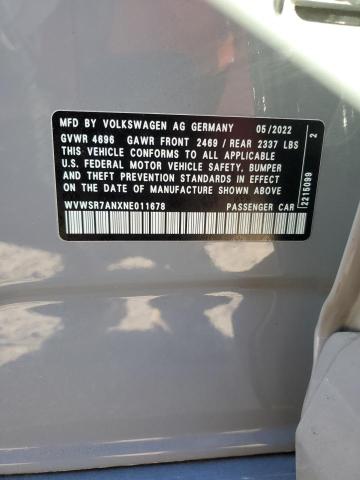 MFD BY VOLKSWAGEN AG GERMANY 05/2022
GVWR 4696 GAWR FRONT 2469 / REAR 2337 LBS
THIS VEHICLE CONFORMS TO ALL APPLICABLE
U.S. FEDERAL MOTOR VEHICLE SAFETY, BUMPER
AND THEFT PREVENTION STANDARDS IN EFFECT
ON THE DATE OF MANUFACTURE SHOWN ABOVE.
WVWSR7ANXNE011678 PASSENGER CAR
2215099 2